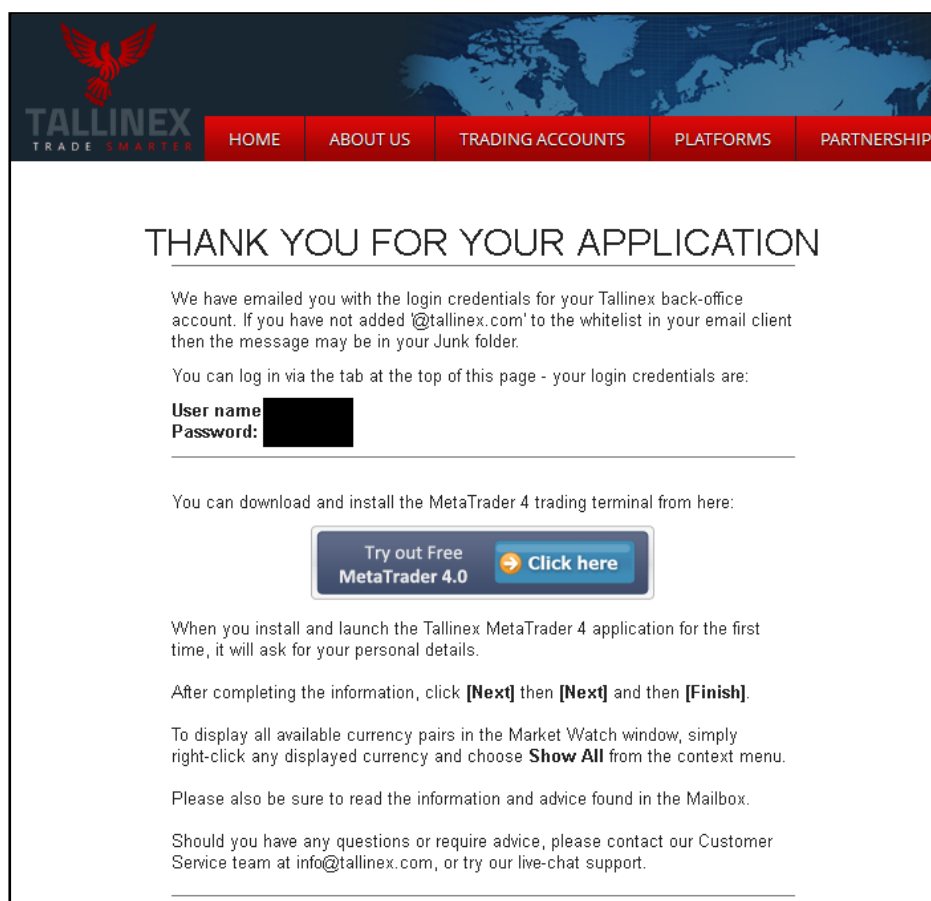 TALLINEX
TRADE SMARTER
HOME
ABOUT US
TRADING ACCOUNTS
PLATFORMS
PARTNERSHIP
THANK YOU FOR YOUR APPLICATION
We have emailed you with the login credentials for your Tallinex back-office
account. If you have not added '@tallinex.com' to the whitelist in your email client
then the message may be in your Junk folder.
You can log in via the tab at the top of this page - your login credentials are:
User name
Password:
You can download and install the MetaTrader 4 trading terminal from here:
Try out Free
MetaTrader 4.0
Click here
When you install and launch the Tallinex MetaTrader 4 application for the first
time, it will ask for your personal details.
After completing the information, click [Next] then [Next] and then [Finish].
To display all available currency pairs in the Market Watch window, simply
right-click any displayed currency and choose Show All from the context menu.
Please also be sure to read the information and advice found in the Mailbox.
Should you have any questions or require advice, please contact our Customer
Service team at info@tallinex.com, or try our live-chat support.